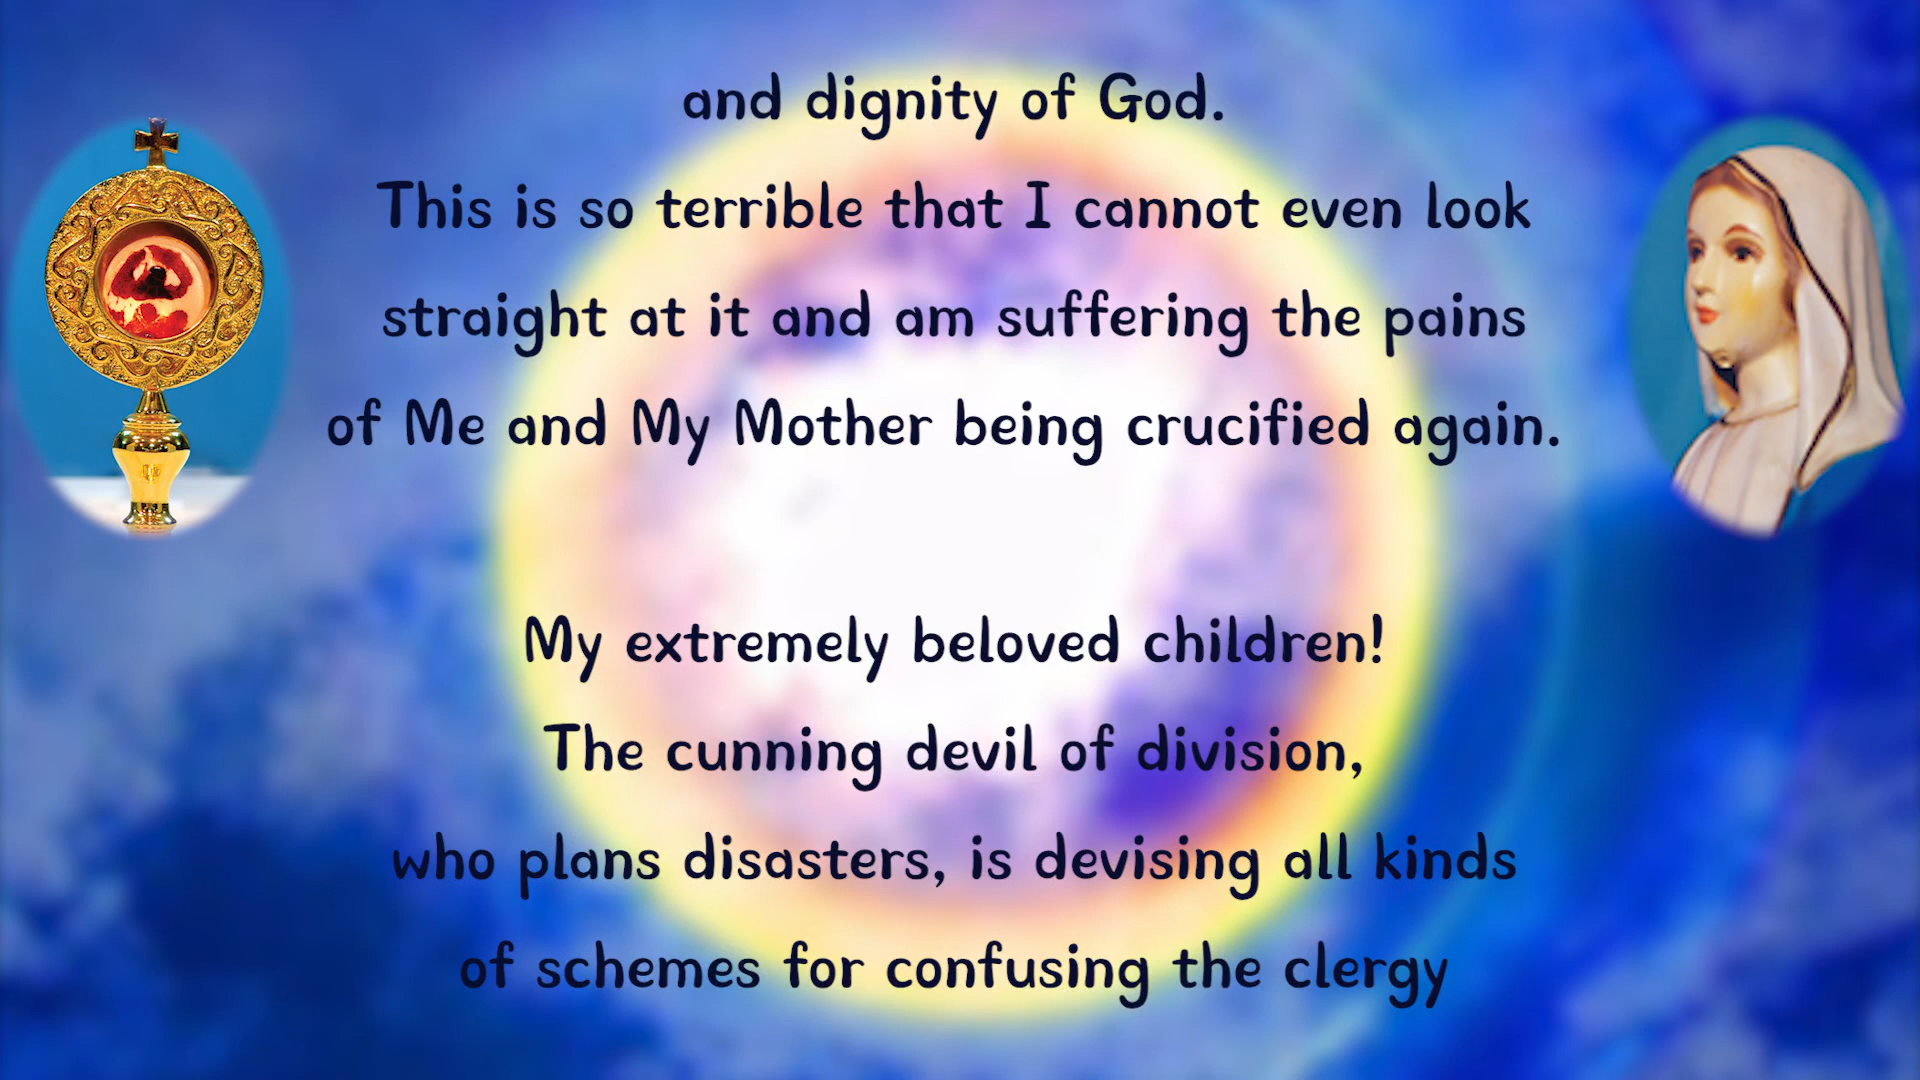 and dignity of God.
This is so terrible that I cannot even look
straight at it and am suffering the pains
of Me and My Mother being crucified again.
My extremely beloved children!
The cunning devil of division,
who plans disasters, is devising all kinds
of schemes for confusing the clergy